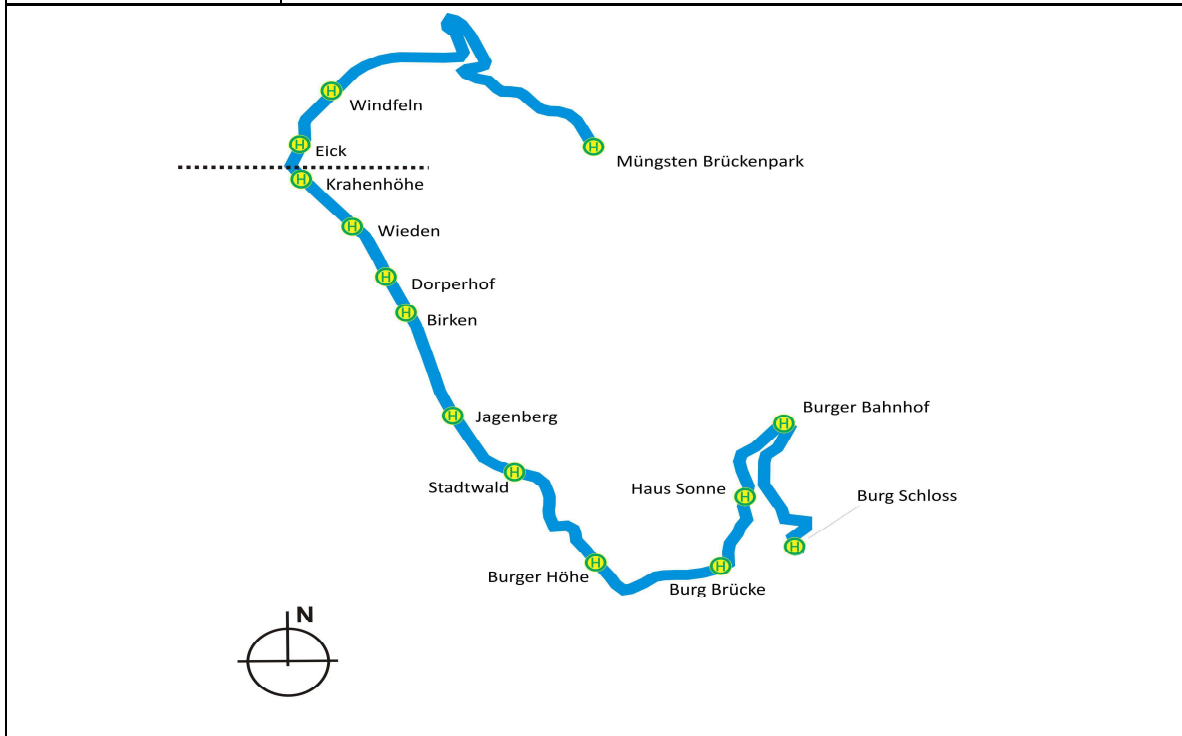 Windfeln
Eick
Müngsten Brückenpark
Krahenhöhe
Wieden
Dorperhof
Birken
Jagenberg
Burger Bahnhof
Stadtwald
Haus Sonne
Burg Schloss
Burger Höhe
Burg Brücke
N
H
H
H
H
H
H
H
H
H
H
H
H
H
H